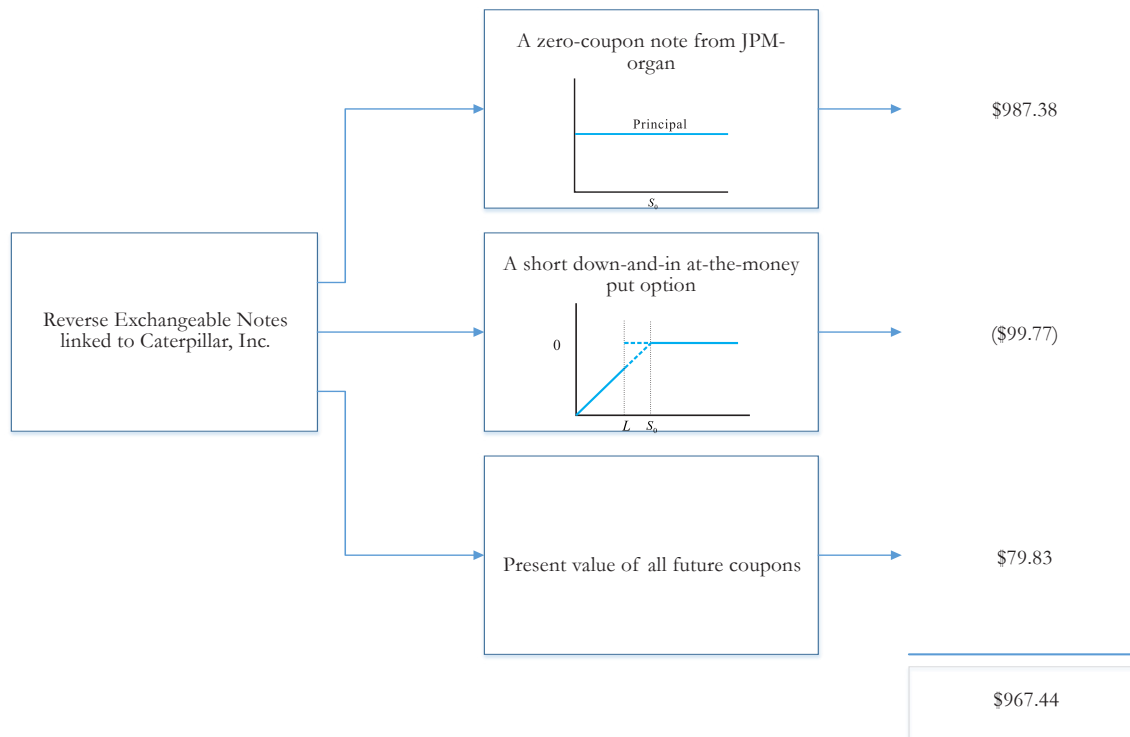 A zero-coupon note from JPM-
organ
Principal
S₀
$987.38
Reverse Exchangeable Notes
linked to Caterpillar, Inc.
A short down-and-in at-the-money
put option
0
L S₀
($99.77)
Present value of all future coupons
$79.83
$967.44